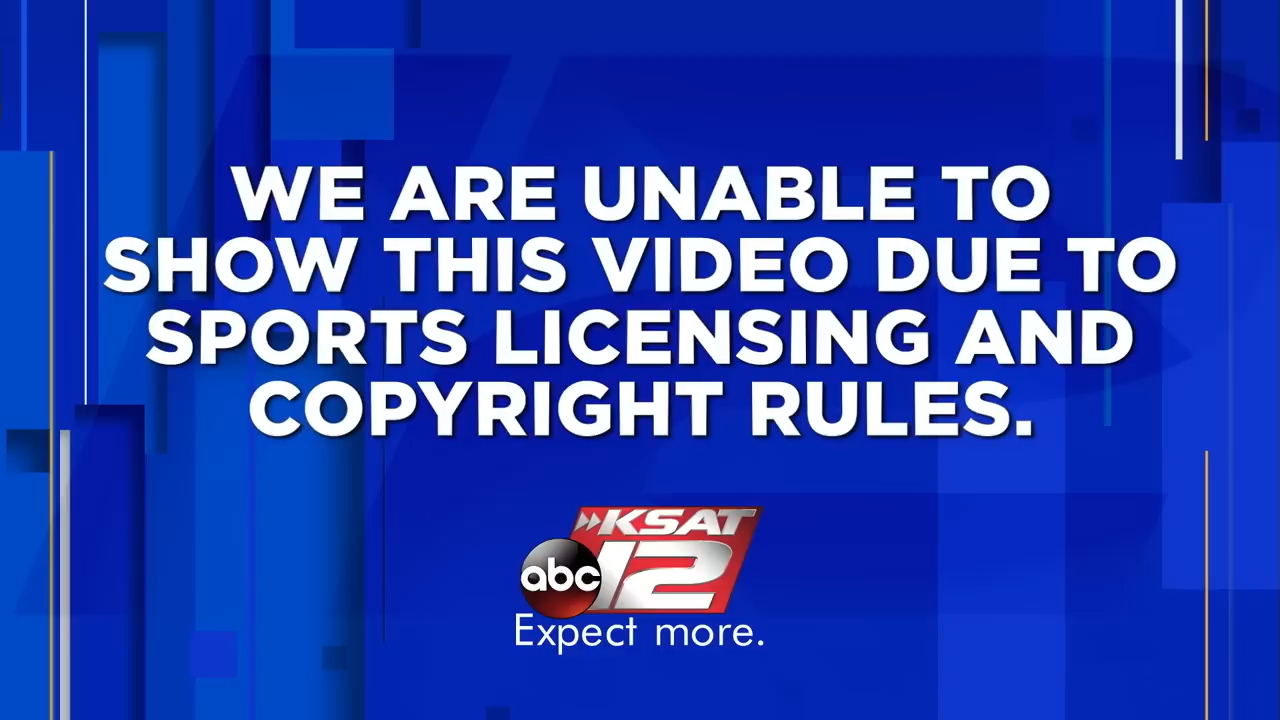 WE ARE UNABLE TO
SHOW THIS VIDEO DUE TO
SPORTS LICENSING AND
COPYRIGHT RULES.
KSAT
abc 12
Expect more.